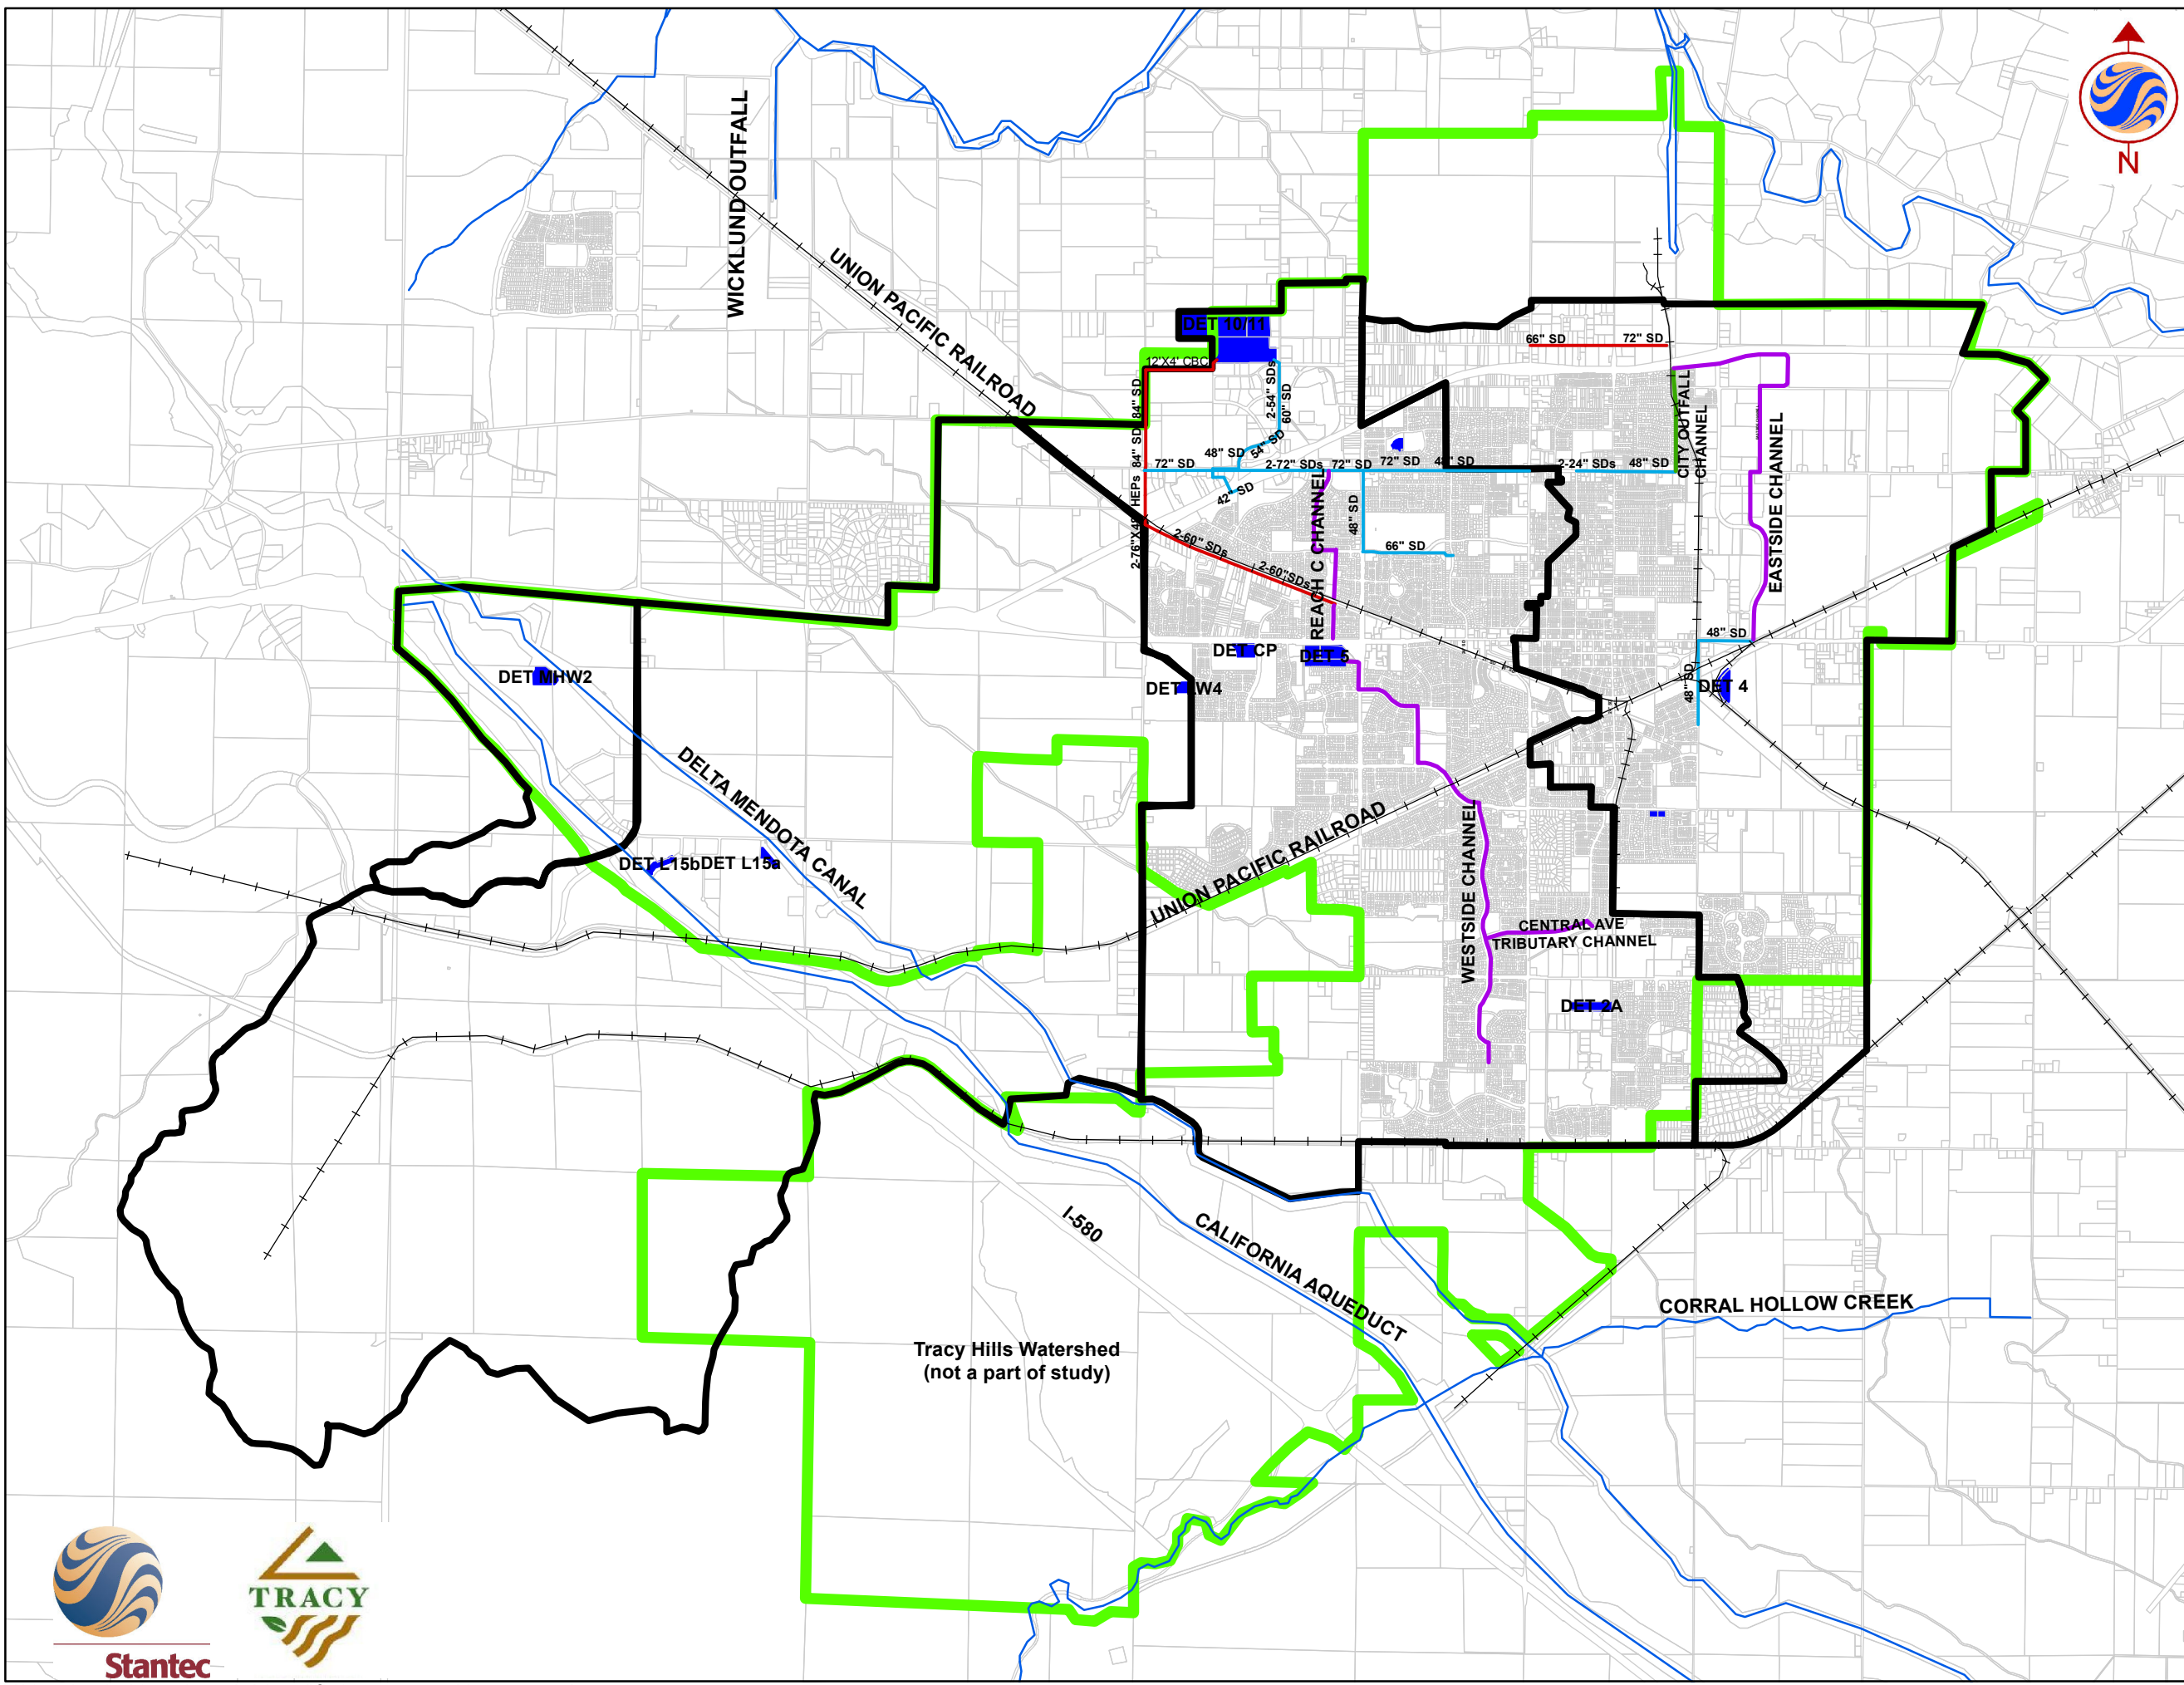 N
WICKLUND OUTFALL
UNION PACIFIC RAILROAD
DET 10/11
12'X4' CBC
84" SD
84" SD
2-76"X48" HEPs
2-54" SDs
60" SD
54" SD
48" SD
72" SD
42" SD
2-72" SDs
72" SD
72" SD
48" SD
2-24" SDs
48" SD
66" SD
72" SD
CITY OUTFALL
CHANNEL
EASTSIDE CHANNEL
REACH C CHANNEL
48" SD
66" SD
2-60" SDs
2-60"SDs
DET CP
DET 5
48" SD
48" SD
DET 4
DET MHW2
DELTA MENDOTA CANAL
DET L15b
DET L15a
UNION PACIFIC RAILROAD
WESTSIDE CHANNEL
CENTRAL AVE
TRIBUTARY CHANNEL
DET 2A
I-580
CALIFORNIA AQUEDUCT
CORRAL HOLLOW CREEK
Tracy Hills Watershed
(not a part of study)
Stantec
TRACY